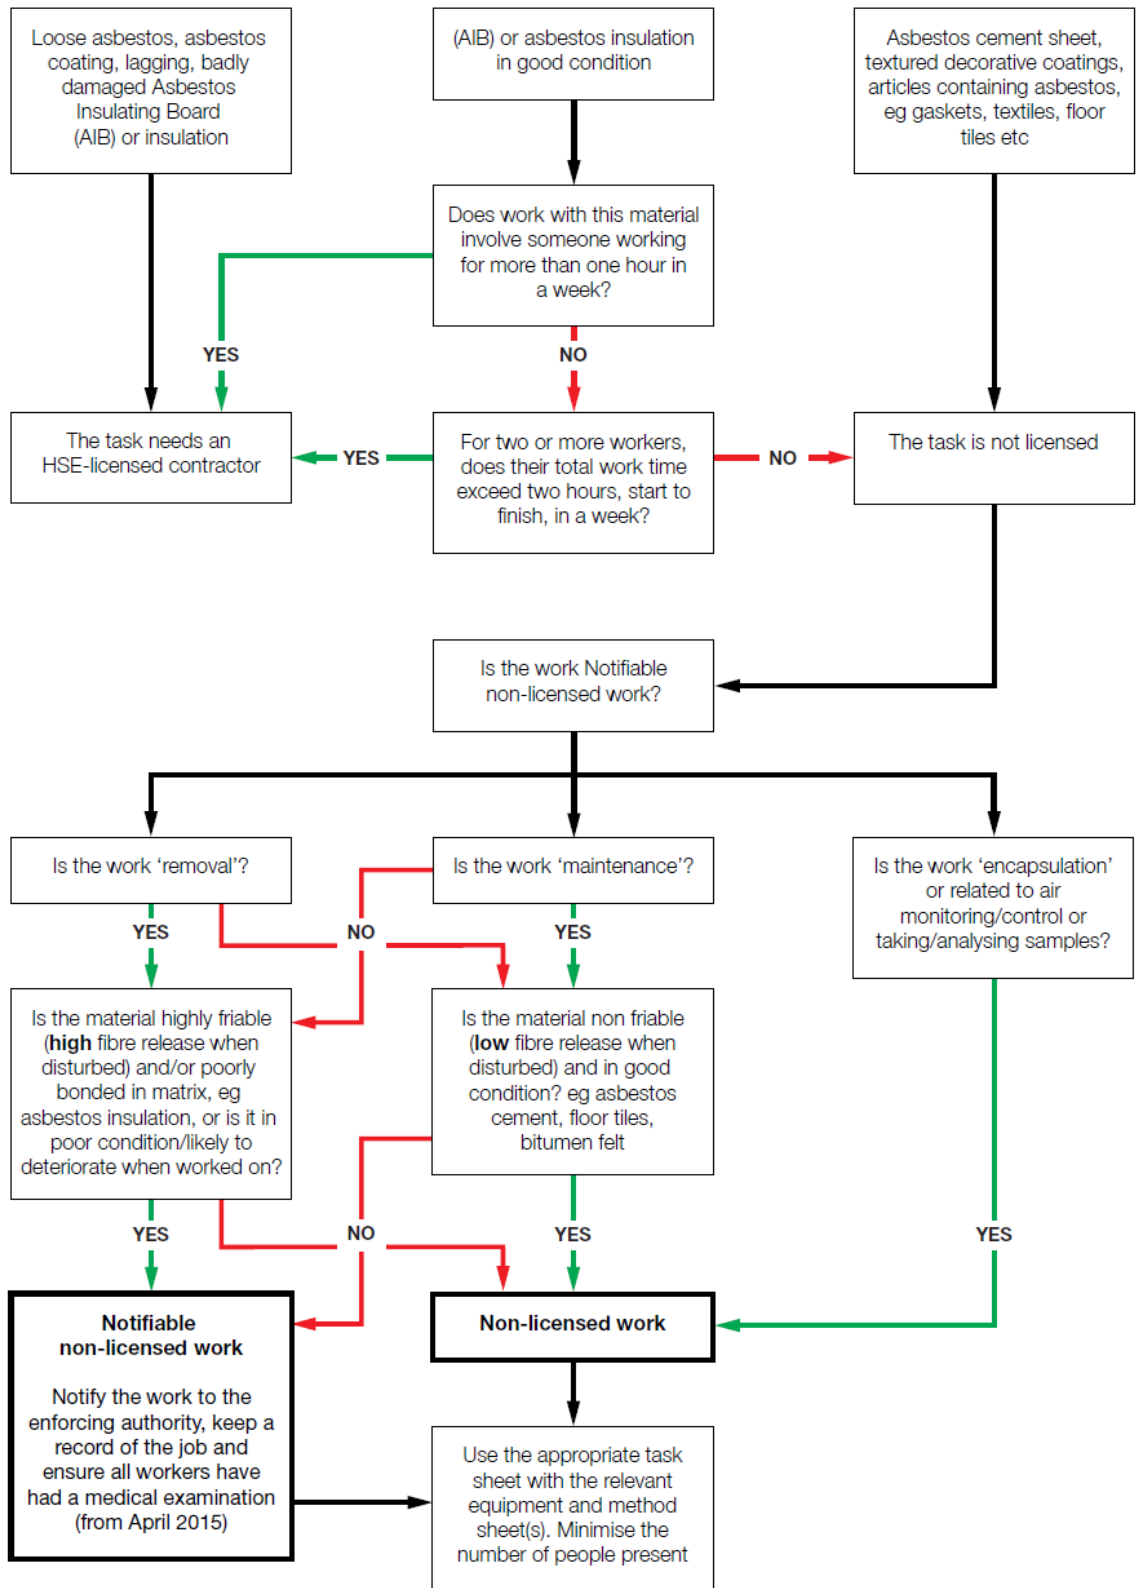 Loose asbestos, asbestos
coating, lagging, badly
damaged Asbestos
Insulating Board
(AIB) or insulation
(AIB) or asbestos insulation
in good condition
Asbestos cement sheet,
textured decorative coatings,
articles containing asbestos,
eg gaskets, textiles, floor
tiles etc
Does work with this material
involve someone working
for more than one hour in
a week?
YES
NO
The task needs an
HSE-licensed contractor
YES
For two or more workers,
does their total work time
exceed two hours, start to
finish, in a week?
NO
The task is not licensed
Is the work Notifiable
non-licensed work?
Is the work ‘removal’?
Is the work ‘maintenance’?
Is the work ‘encapsulation’
or related to air
monitoring/control or
taking/analysing samples?
YES
NO
YES
Is the material highly friable
(high fibre release when
disturbed) and/or poorly
bonded in matrix, eg
asbestos insulation, or is it in
poor condition/likely to
deteriorate when worked on?
Is the material non friable
(low fibre release when
disturbed) and in good
condition? eg asbestos
cement, floor tiles,
bitumen felt
YES
NO
YES
YES
Notifiable
non-licensed work
Notify the work to the
enforcing authority, keep a
record of the job and
ensure all workers have
had a medical examination
(from April 2015)
Non-licensed work
Use the appropriate task
sheet with the relevant
equipment and method
sheet(s). Minimise the
number of people present